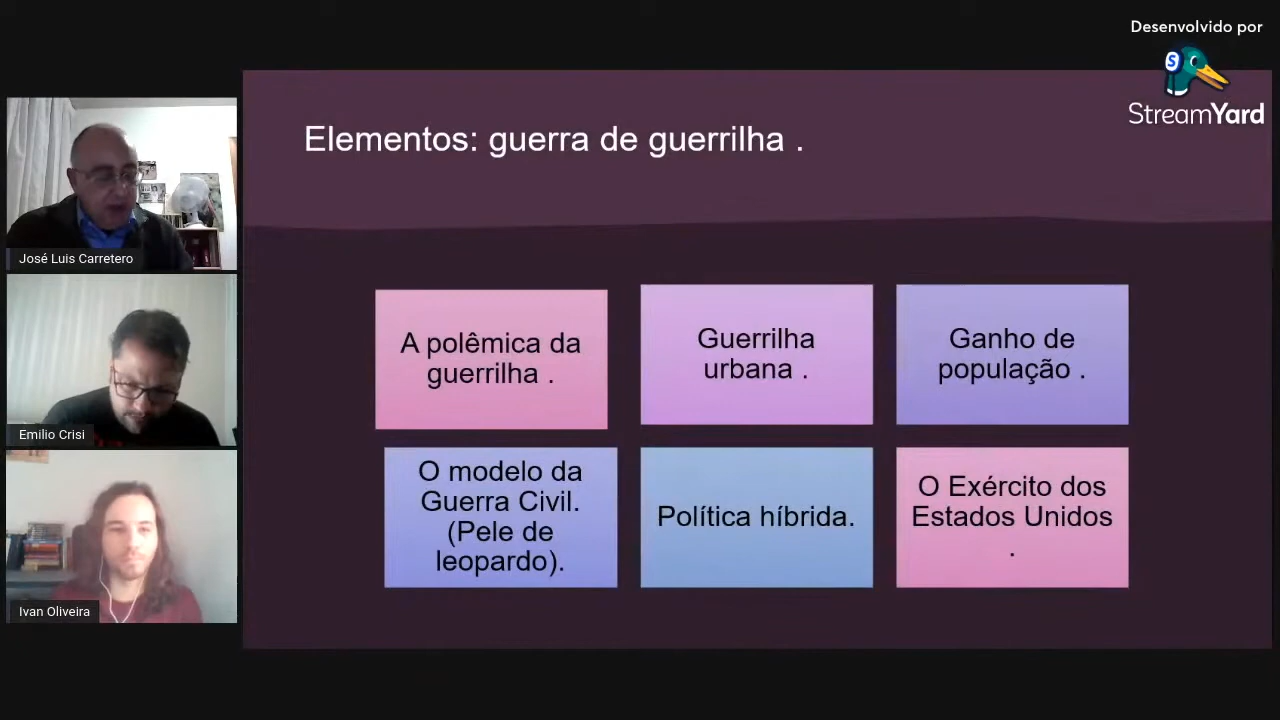 Desenvolvido por
StreamYard
Elementos: guerra de guerrilha .
A polêmica da
guerrilha .
Guerrilha
urbana .
Ganho de
população .
O modelo da
Guerra Civil.
(Pele de
leopardo).
Política híbrida.
O Exército dos
Estados Unidos
.
José Luis Carretero
Emilio Crisi
Ivan Oliveira